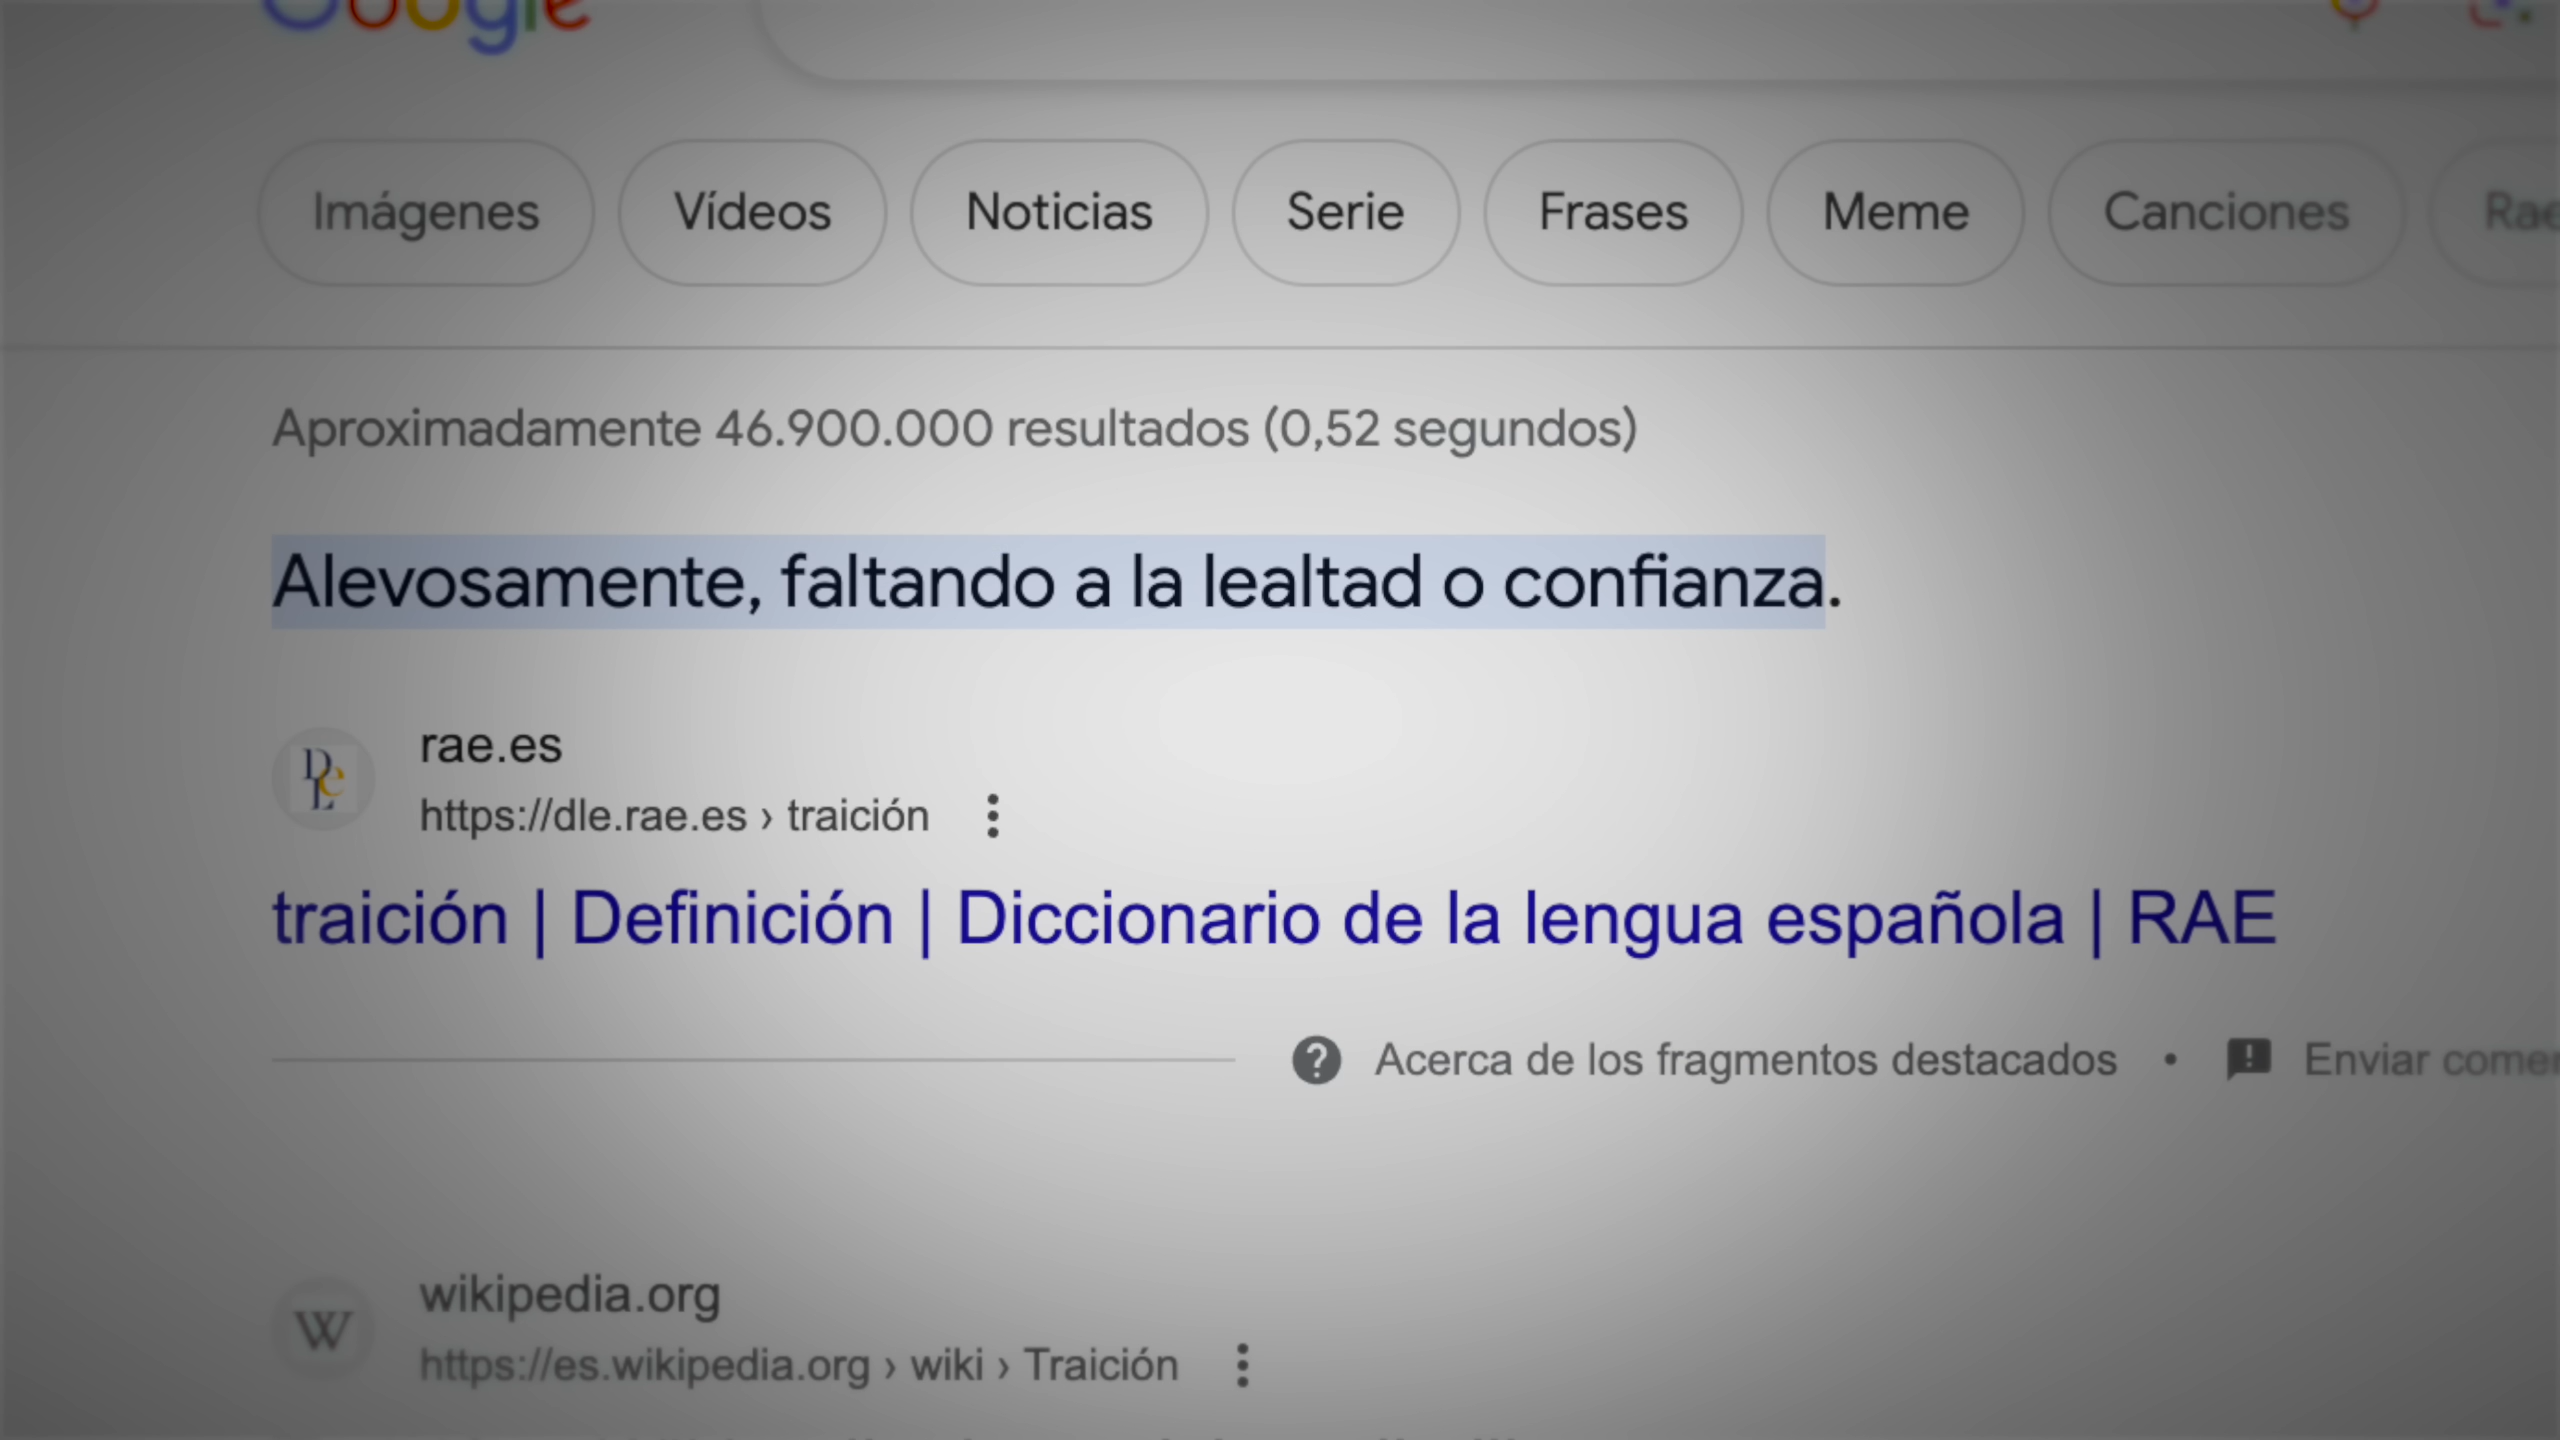 Google
Imágenes Vídeos Noticias Serie Frases Meme Canciones
Aproximadamente 46.900.000 resultados (0,52 segundos)
Alevosamente, faltando a la lealtad o confianza.
rae.es
https://dle.rae.es › traición
traición | Definición | Diccionario de la lengua española | RAE
Acerca de los fragmentos destacados • Enviar
W wikipedia.org
https://es.wikipedia.org › wiki › Traición